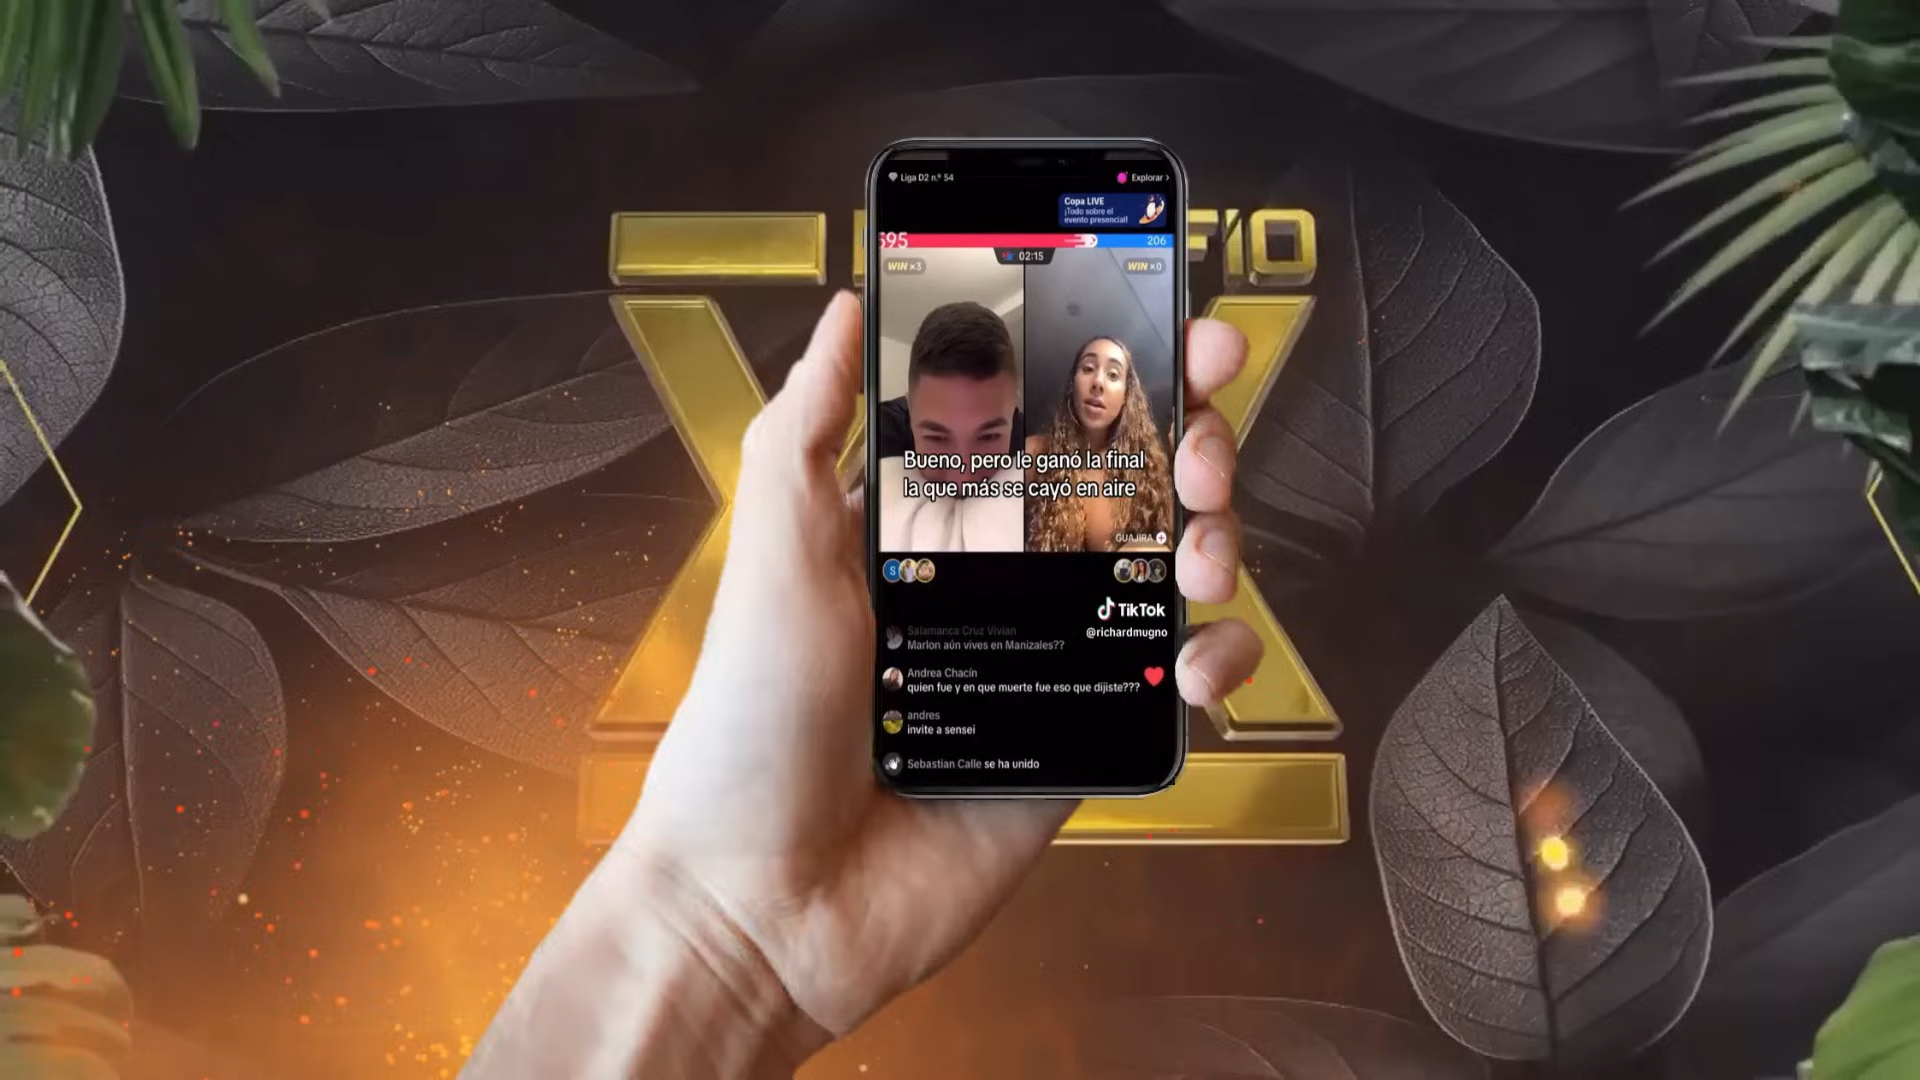 Liga D2 n.º 54
Explorar ›
Copa LIVE
¡Todo sobre el
evento presencial!
595
206
02:15
WIN ×3
WIN ×0
FIO
Bueno, pero le ganó la final
la que más se cayó en aire
GUAJIRA
S
TikTok
@richardmugno
Salamanca Cruz Vivian
Marlon aún vives en Manizales??
Andrea Chacín
quien fue y en que muerte fue eso que dijiste???
andres
invite a sensei
Sebastian Calle se ha unido